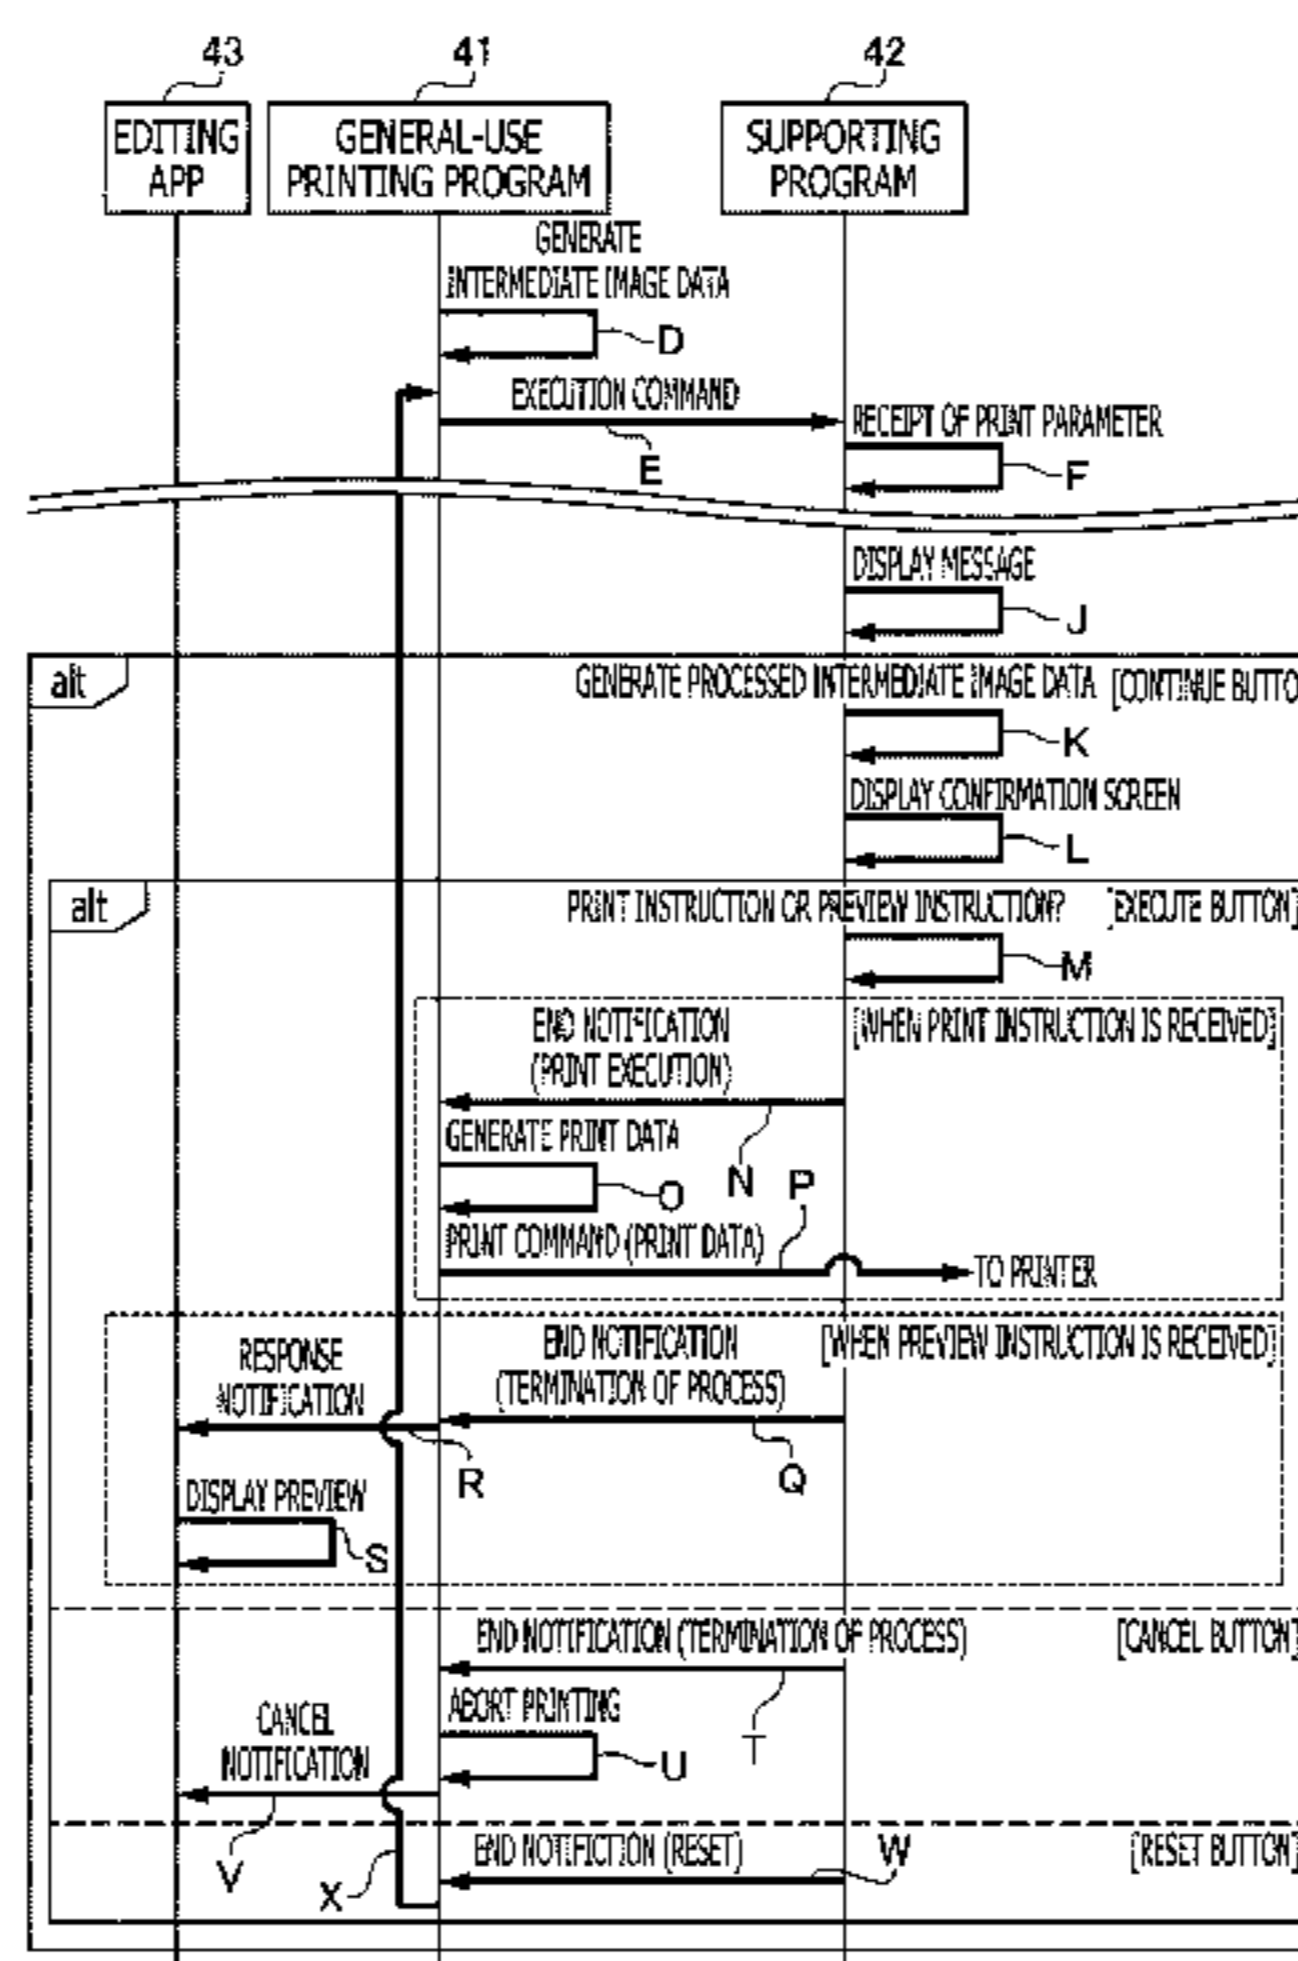 43
41
42
EDITING
APP
GENERAL-USE
PRINTING PROGRAM
SUPPORTING
PROGRAM
GENERATE
INTERMEDIATE IMAGE DATA
D
EXECUTION COMMAND
E
RECEIPT OF PRINT PARAMETER
F
DISPLAY MESSAGE
J
alt
GENERATE PROCESSED INTERMEDIATE IMAGE DATA [CONTINUE BUTTO
K
DISPLAY CONFIRMATION SCREEN
L
alt
PRINT INSTRUCTION OR PREVIEW INSTRUCTION? [EXECUTE BUTTON]
M
END NOTIFICATION
(PRINT EXECUTION)
[WHEN PRINT INSTRUCTION IS RECEIVED]
N
GENERATE PRINT DATA
O
P
PRINT COMMAND (PRINT DATA)
TO PRINTER
RESPONSE
NOTIFICATION
END NOTIFICATION
(TERMINATION OF PROCESS)
[WHEN PREVIEW INSTRUCTION IS RECEIVED]
R
Q
DISPLAY PREVIEW
S
END NOTIFICATION (TERMINATION OF PROCESS) [CANCEL BUTTON]
T
ABORT PRINTING
U
CANCEL
NOTIFICATION
V
X
END NOTIFICTION (RESET)
W
[RESET BUTTON]